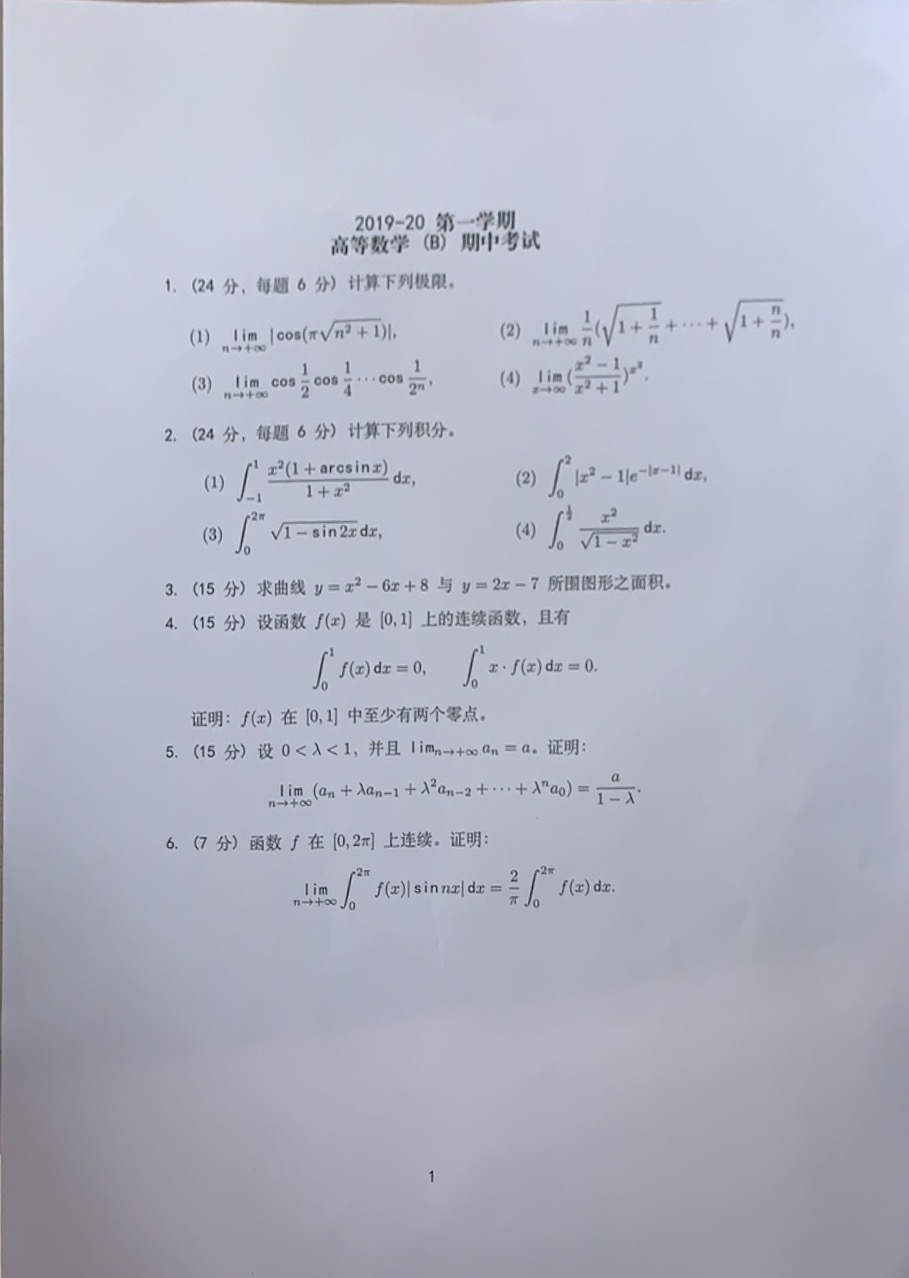 2019-20 第一学期
高等数学 (B) 期中考试
1. (24 分, 每题 6 分) 计算下列极限。
(1) $\lim_{n\to+\infty} |\cos(\pi\sqrt{n^2+1})|$, (2) $\lim_{n\to+\infty} \frac{1}{n}(\sqrt{1+\frac{1}{n}}+\cdots+\sqrt{1+\frac{n}{n}})$,
(3) $\lim_{n\to+\infty} \cos\frac{1}{2}\cos\frac{1}{4}\cdots\cos\frac{1}{2^n}$, (4) $\lim_{x\to\infty} (\frac{x^2-1}{x^2+1})^{x^2}$.
2. (24 分, 每题 6 分) 计算下列积分。
(1) $\int_{-1}^{1} \frac{x^2(1+\arcsin x)}{1+x^2} dx$, (2) $\int_0^2 |x^2-1|e^{-|x-1|} dx$,
(3) $\int_0^{2\pi} \sqrt{1-\sin 2x} dx$, (4) $\int_0^{\frac{1}{2}} \frac{x^2}{\sqrt{1-x^2}} dx$.
3. (15 分) 求曲线 $y=x^2-6x+8$ 与 $y=2x-7$ 所围图形之面积。
4. (15 分) 设函数 $f(x)$ 是 $[0,1]$ 上的连续函数, 且有
$\int_0^1 f(x) dx = 0, \quad \int_0^1 x\cdot f(x) dx = 0.$
证明: $f(x)$ 在 $[0,1]$ 中至少有两个零点。
5. (15 分) 设 $0<\lambda<1$, 并且 $\lim_{n\to+\infty} a_n = a$。证明:
$\lim_{n\to+\infty} (a_n+\lambda a_{n-1}+\lambda^2 a_{n-2}+\cdots+\lambda^n a_0) = \frac{a}{1-\lambda}.$
6. (7 分) 函数 $f$ 在 $[0,2\pi]$ 上连续。证明:
$\lim_{n\to+\infty} \int_0^{2\pi} f(x)|\sin nx| dx = \frac{2}{\pi} \int_0^{2\pi} f(x) dx.$
1